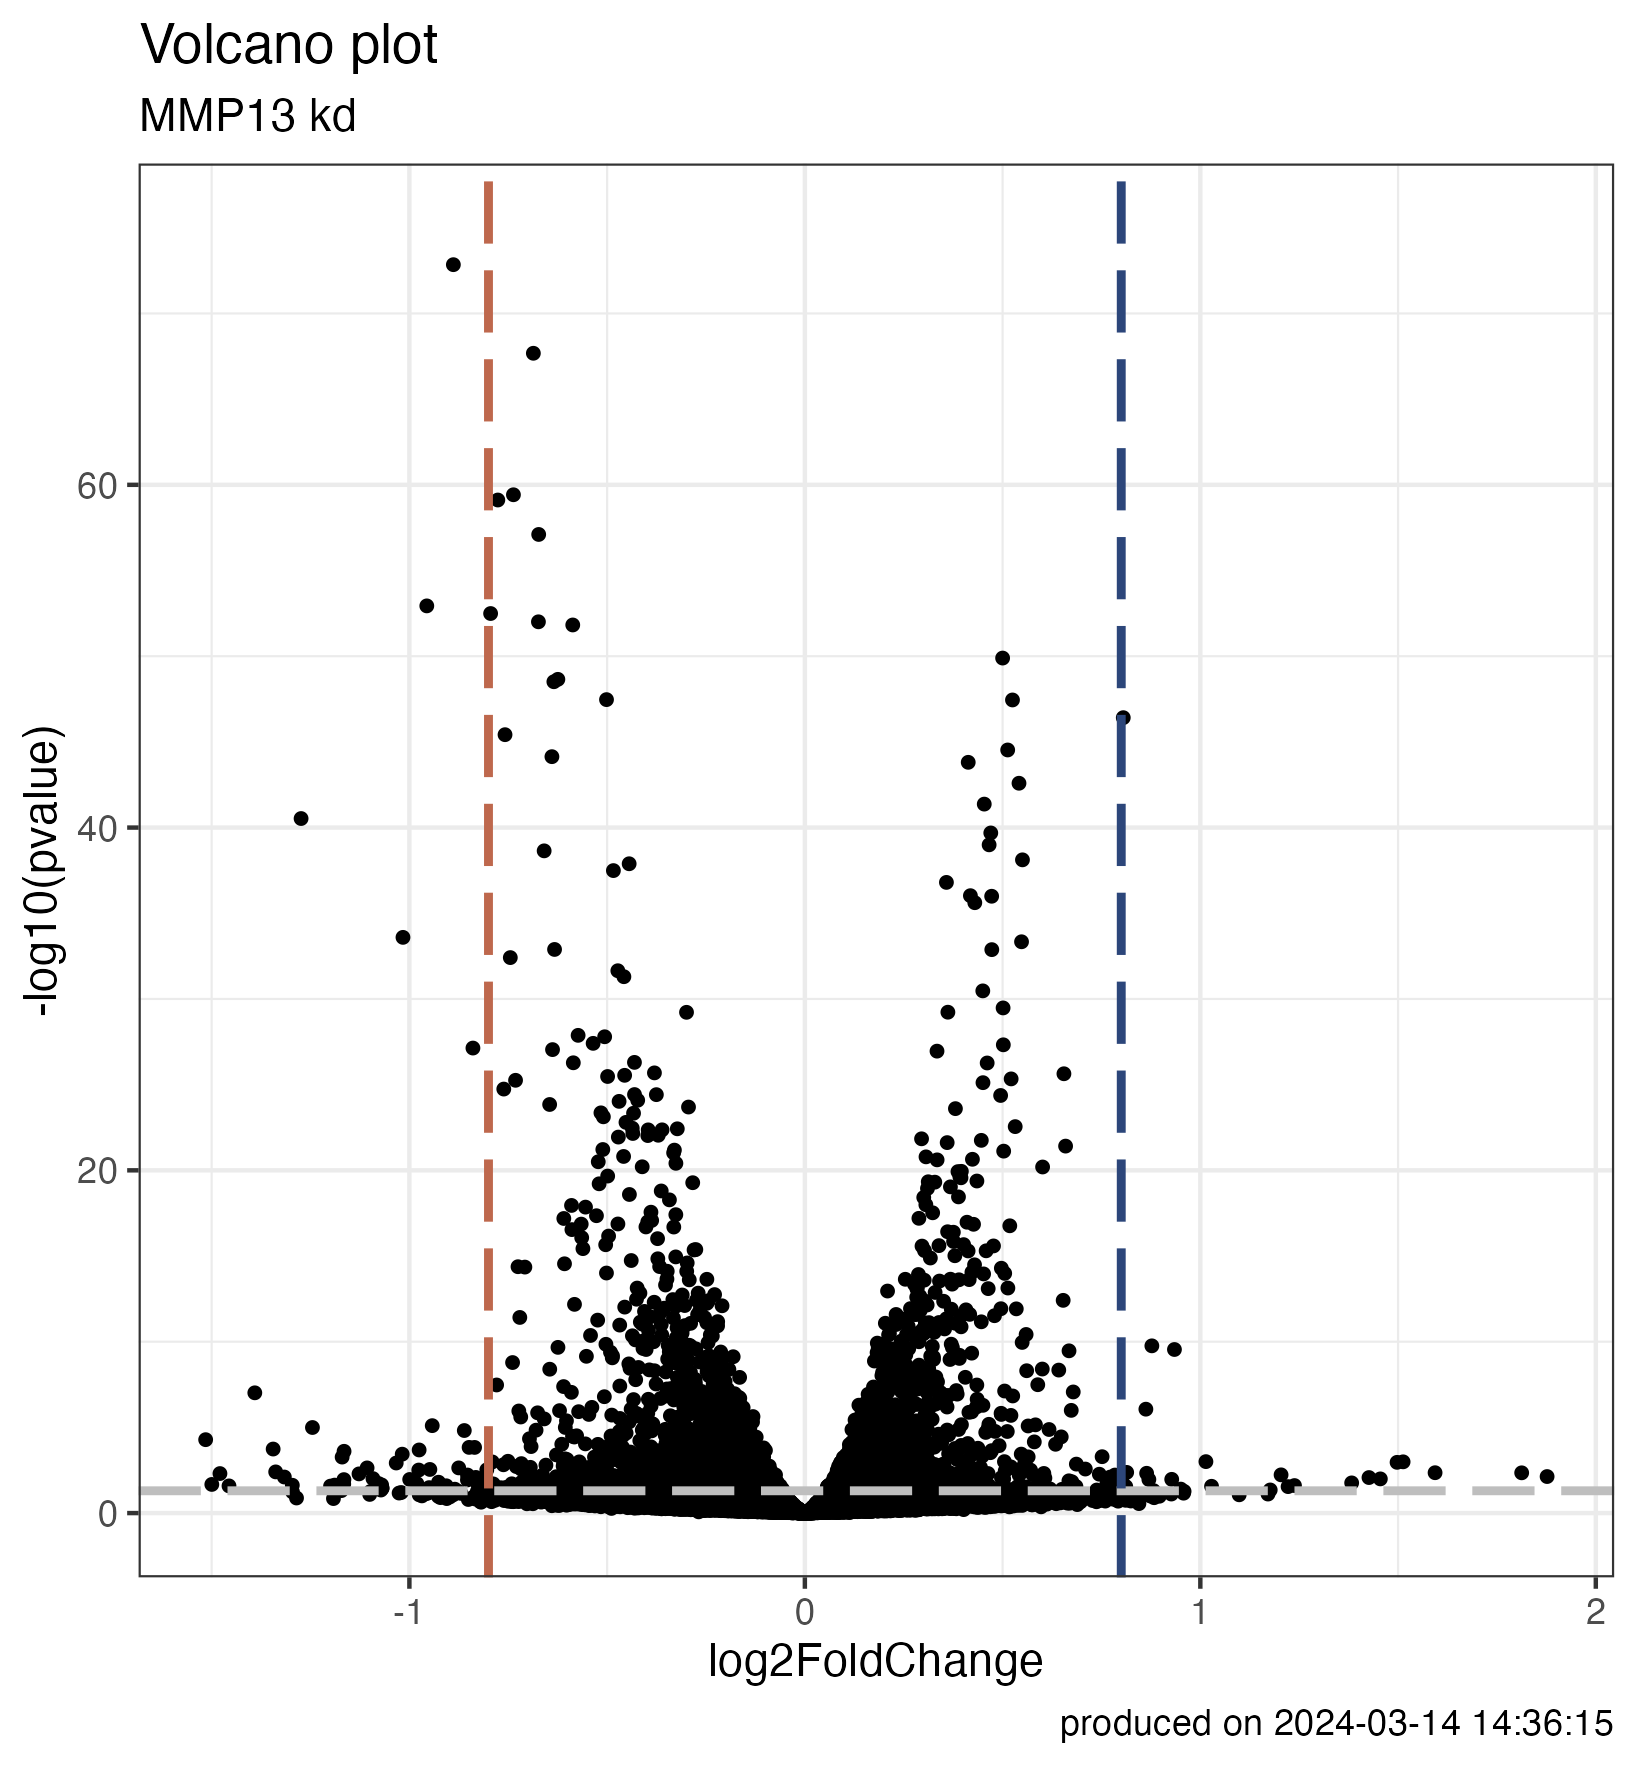 Volcano plot
MMP13 kd
-log10(pvalue)
60
40
20
0
-1 0 1 2
log2FoldChange
produced on 2024-03-14 14:36:15